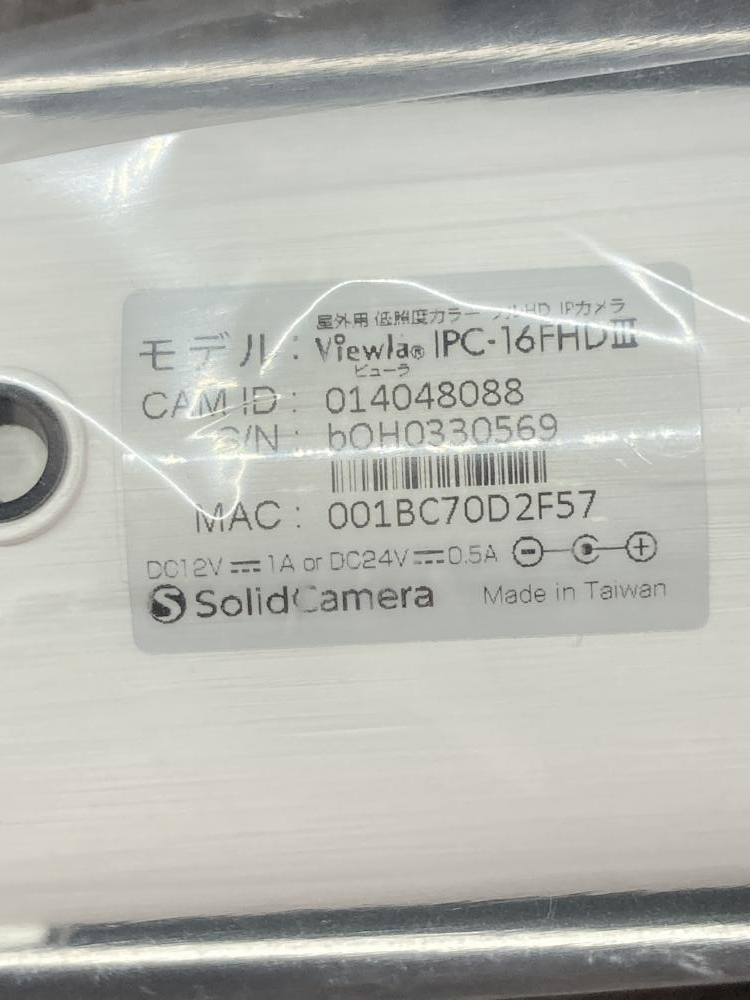 屋外用 低照度カラー フルHD IPカメラ
モデル : Viewla® IPC-16FHDⅢ
ビューラ
CAM ID : 014048088
S/N : bOH0330569
MAC : 001BC70D2F57
DC12V ⎓ 1A or DC24V ⎓ 0.5A
SolidCamera Made in Taiwan